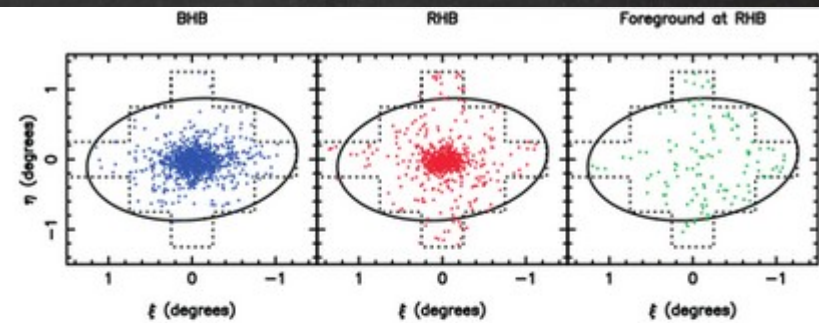 BHB RHB Foreground at RHB
1
0
-1
η (degrees)
1 0 -1 1 0 -1 1 0 -1
ξ (degrees) ξ (degrees) ξ (degrees)